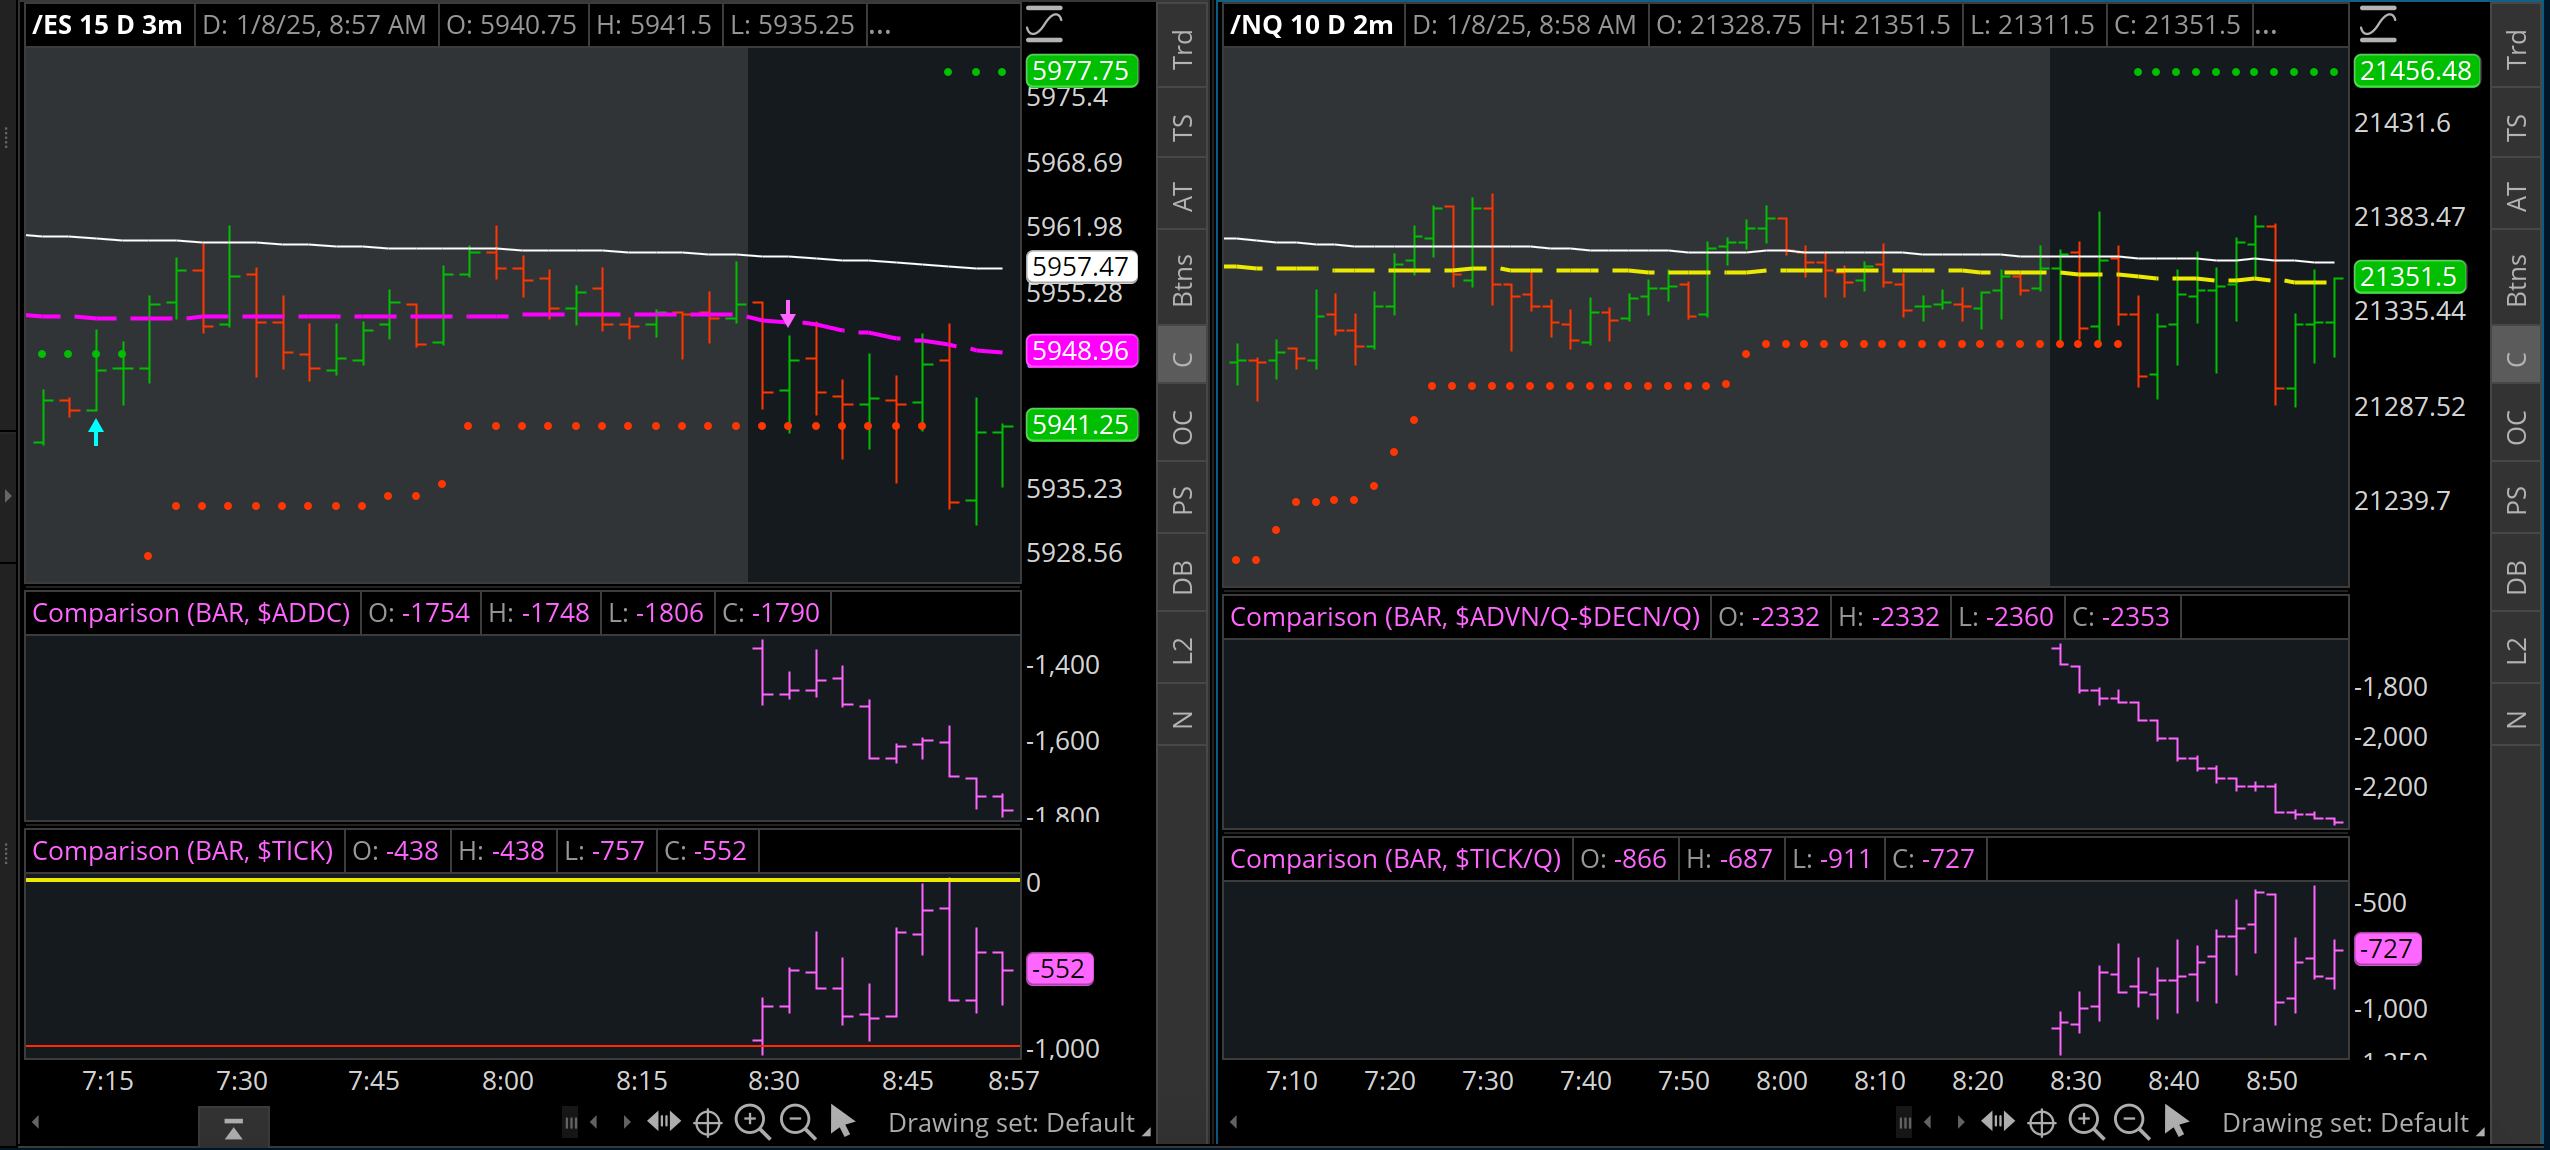 /ES 15 D 3m D: 1/8/25, 8:57 AM O: 5940.75 H: 5941.5 L: 5935.25 ...
5977.75
5975.4
5968.69
5961.98
5957.47
5955.28
5948.96
5941.25
5935.23
5928.56
Comparison (BAR, $ADDC) O: -1754 H: -1748 L: -1806 C: -1790
-1,400
-1,600
-1,800
Comparison (BAR, $TICK) O: -438 H: -438 L: -757 C: -552
0
-552
-1,000
7:15 7:30 7:45 8:00 8:15 8:30 8:45 8:57
Drawing set: Default
Trd
TS
AT
Btns
C
OC
PS
DB
L2
N
/NQ 10 D 2m D: 1/8/25, 8:58 AM O: 21328.75 H: 21351.5 L: 21311.5 C: 21351.5 ...
21456.48
21431.6
21383.47
21351.5
21335.44
21287.52
21239.7
Comparison (BAR, $ADVN/Q-$DECN/Q) O: -2332 H: -2332 L: -2360 C: -2353
-1,800
-2,000
-2,200
Comparison (BAR, $TICK/Q) O: -866 H: -687 L: -911 C: -727
-500
-727
-1,000
7:10 7:20 7:30 7:40 7:50 8:00 8:10 8:20 8:30 8:40 8:50
Drawing set: Default
Trd
TS
AT
Btns
C
OC
PS
DB
L2
N